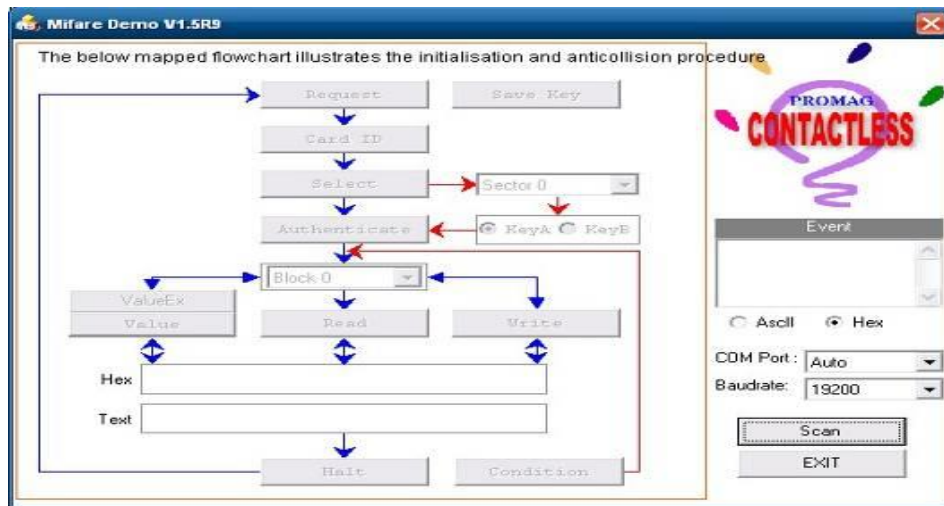 Mifare Demo V1.5R9
The below mapped flowchart illustrates the initialisation and anticollision procedure
Request
Save Key
Card ID
Select
Sector 0
Authenticate
KeyA
KeyB
Block 0
ValueEx
Value
Read
Write
Hex
Text
Halt
Condition
PROMAG
CONTACTLESS
Event
AscII
Hex
COM Port :
Auto
Baudrate:
19200
Scan
EXIT